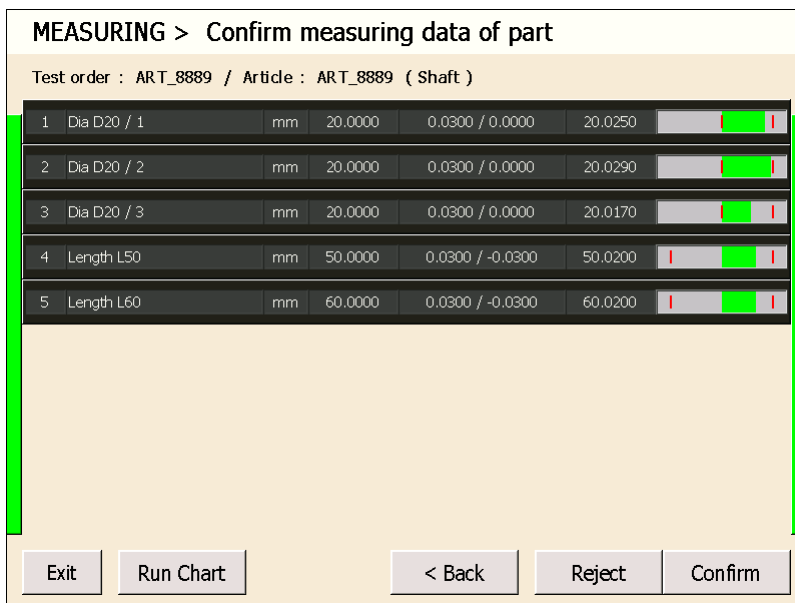 MEASURING > Confirm measuring data of part
Test order : ART_8889 / Article : ART_8889 ( Shaft )
1 Dia D20 / 1 mm 20.0000 0.0300 / 0.0000 20.0250
2 Dia D20 / 2 mm 20.0000 0.0300 / 0.0000 20.0290
3 Dia D20 / 3 mm 20.0000 0.0300 / 0.0000 20.0170
4 Length L50 mm 50.0000 0.0300 / -0.0300 50.0200
5 Length L60 mm 60.0000 0.0300 / -0.0300 60.0200
Exit Run Chart < Back Reject Confirm